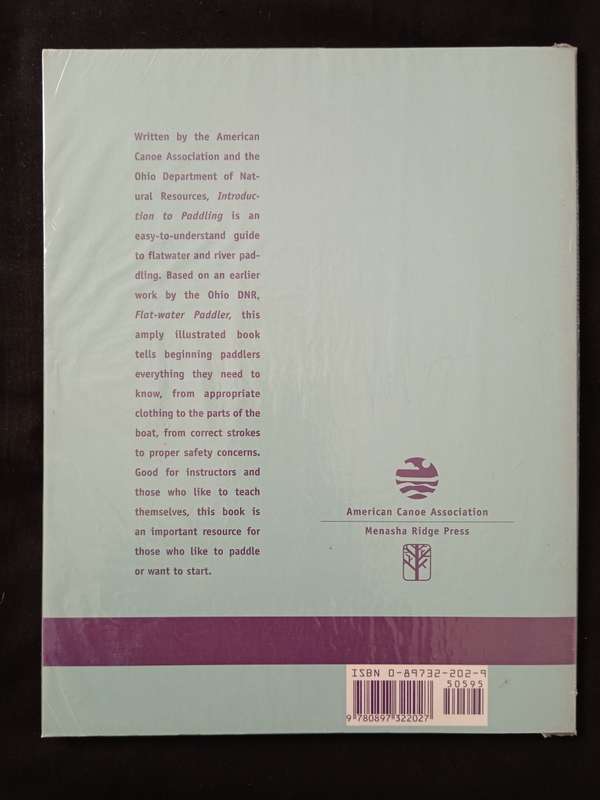 Written by the American
Canoe Association and the
Ohio Department of Nat-
ural Resources, Introduc-
tion to Paddling is an
easy-to-understand guide
to flatwater and river pad-
dling. Based on an earlier
work by the Ohio DNR,
Flat-water Paddler, this
amply illustrated book
tells beginning paddlers
everything they need to
know, from appropriate
clothing to the parts of the
boat, from correct strokes
to proper safety concerns.
Good for instructors and
those who like to teach
themselves, this book is
an important resource for
those who like to paddle
or want to start.
American Canoe Association
Menasha Ridge Press
ISBN 0-89732-202-9
50595
9 780897 322027